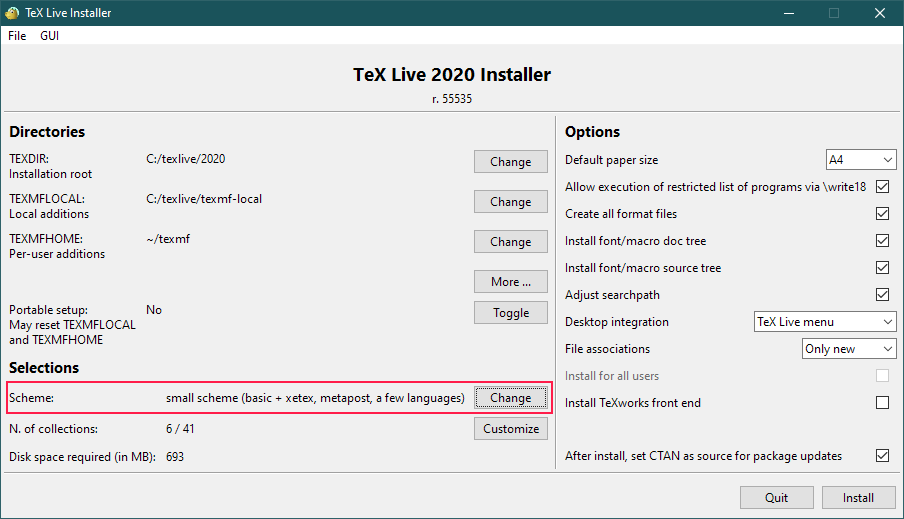 TeX Live Installer
File GUI
TeX Live 2020 Installer
r. 55535
Directories
TEXDIR: C:/texlive/2020 Change
Installation root
TEXMFLOCAL: C:/texlive/texmf-local Change
Local additions
TEXMFHOME: ~/texmf Change
Per-user additions
More ...
Portable setup: No Toggle
May reset TEXMFLOCAL
and TEXMFHOME
Selections
Scheme: small scheme (basic + xetex, metapost, a few languages) Change
N. of collections: 6 / 41 Customize
Disk space required (in MB): 693
Options
Default paper size A4
Allow execution of restricted list of programs via \write18
Create all format files
Install font/macro doc tree
Install font/macro source tree
Adjust searchpath
Desktop integration TeX Live menu
File associations Only new
Install for all users
Install TeXworks front end
After install, set CTAN as source for package updates
Quit Install